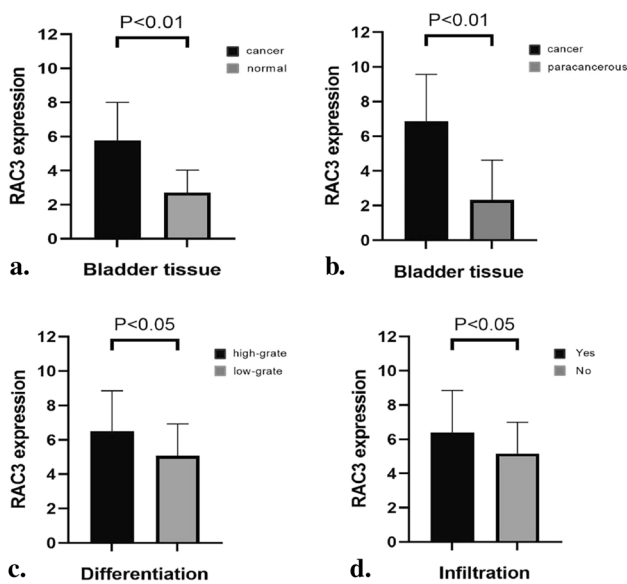 P<0.01
12
10
8
6
4
2
0
RAC3 expression
cancer
normal
a.
Bladder tissue
P<0.01
12
10
8
6
4
2
0
RAC3 expression
cancer
paracancerous
b.
Bladder tissue
P<0.05
12
10
8
6
4
2
0
RAC3 expression
high-grate
low-grate
c.
Differentiation
P<0.05
12
10
8
6
4
2
0
RAC3 expression
Yes
No
d.
Infiltration